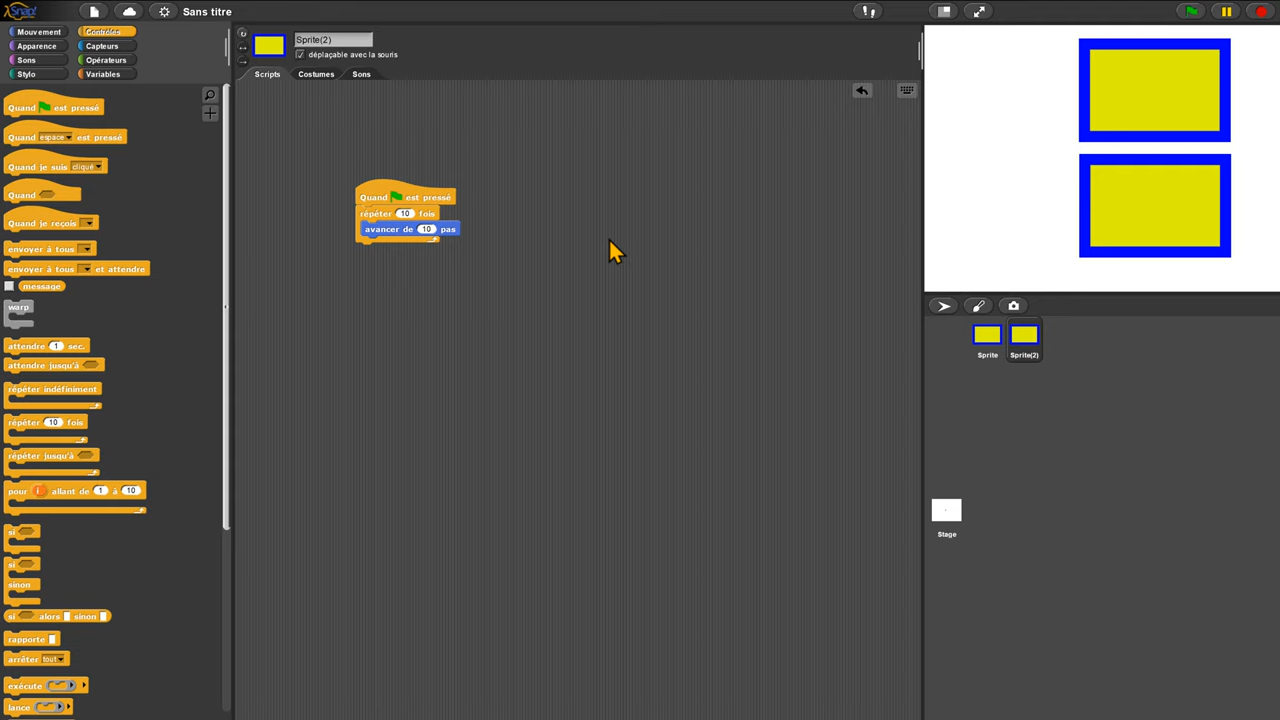 Snap!
Sans titre
Mouvement
Contrôles
Apparence
Capteurs
Sons
Opérateurs
Stylo
Variables
Quand est pressé
Quand espace est pressé
Quand je suis cliqué
Quand
Quand je reçois
envoyer à tous
envoyer à tous et attendre
message
warp
attendre 1 sec.
attendre jusqu'à
répéter indéfiniment
répéter 10 fois
répéter jusqu'à
pour i allant de 1 à 10
si
si
sinon
si alors sinon
rapporte
arrêter tout
exécute
lance
Sprite(2)
déplaçable avec la souris
Scripts
Costumes
Sons
Quand est pressé
répéter 10 fois
avancer de 10 pas
Sprite
Sprite(2)
Stage